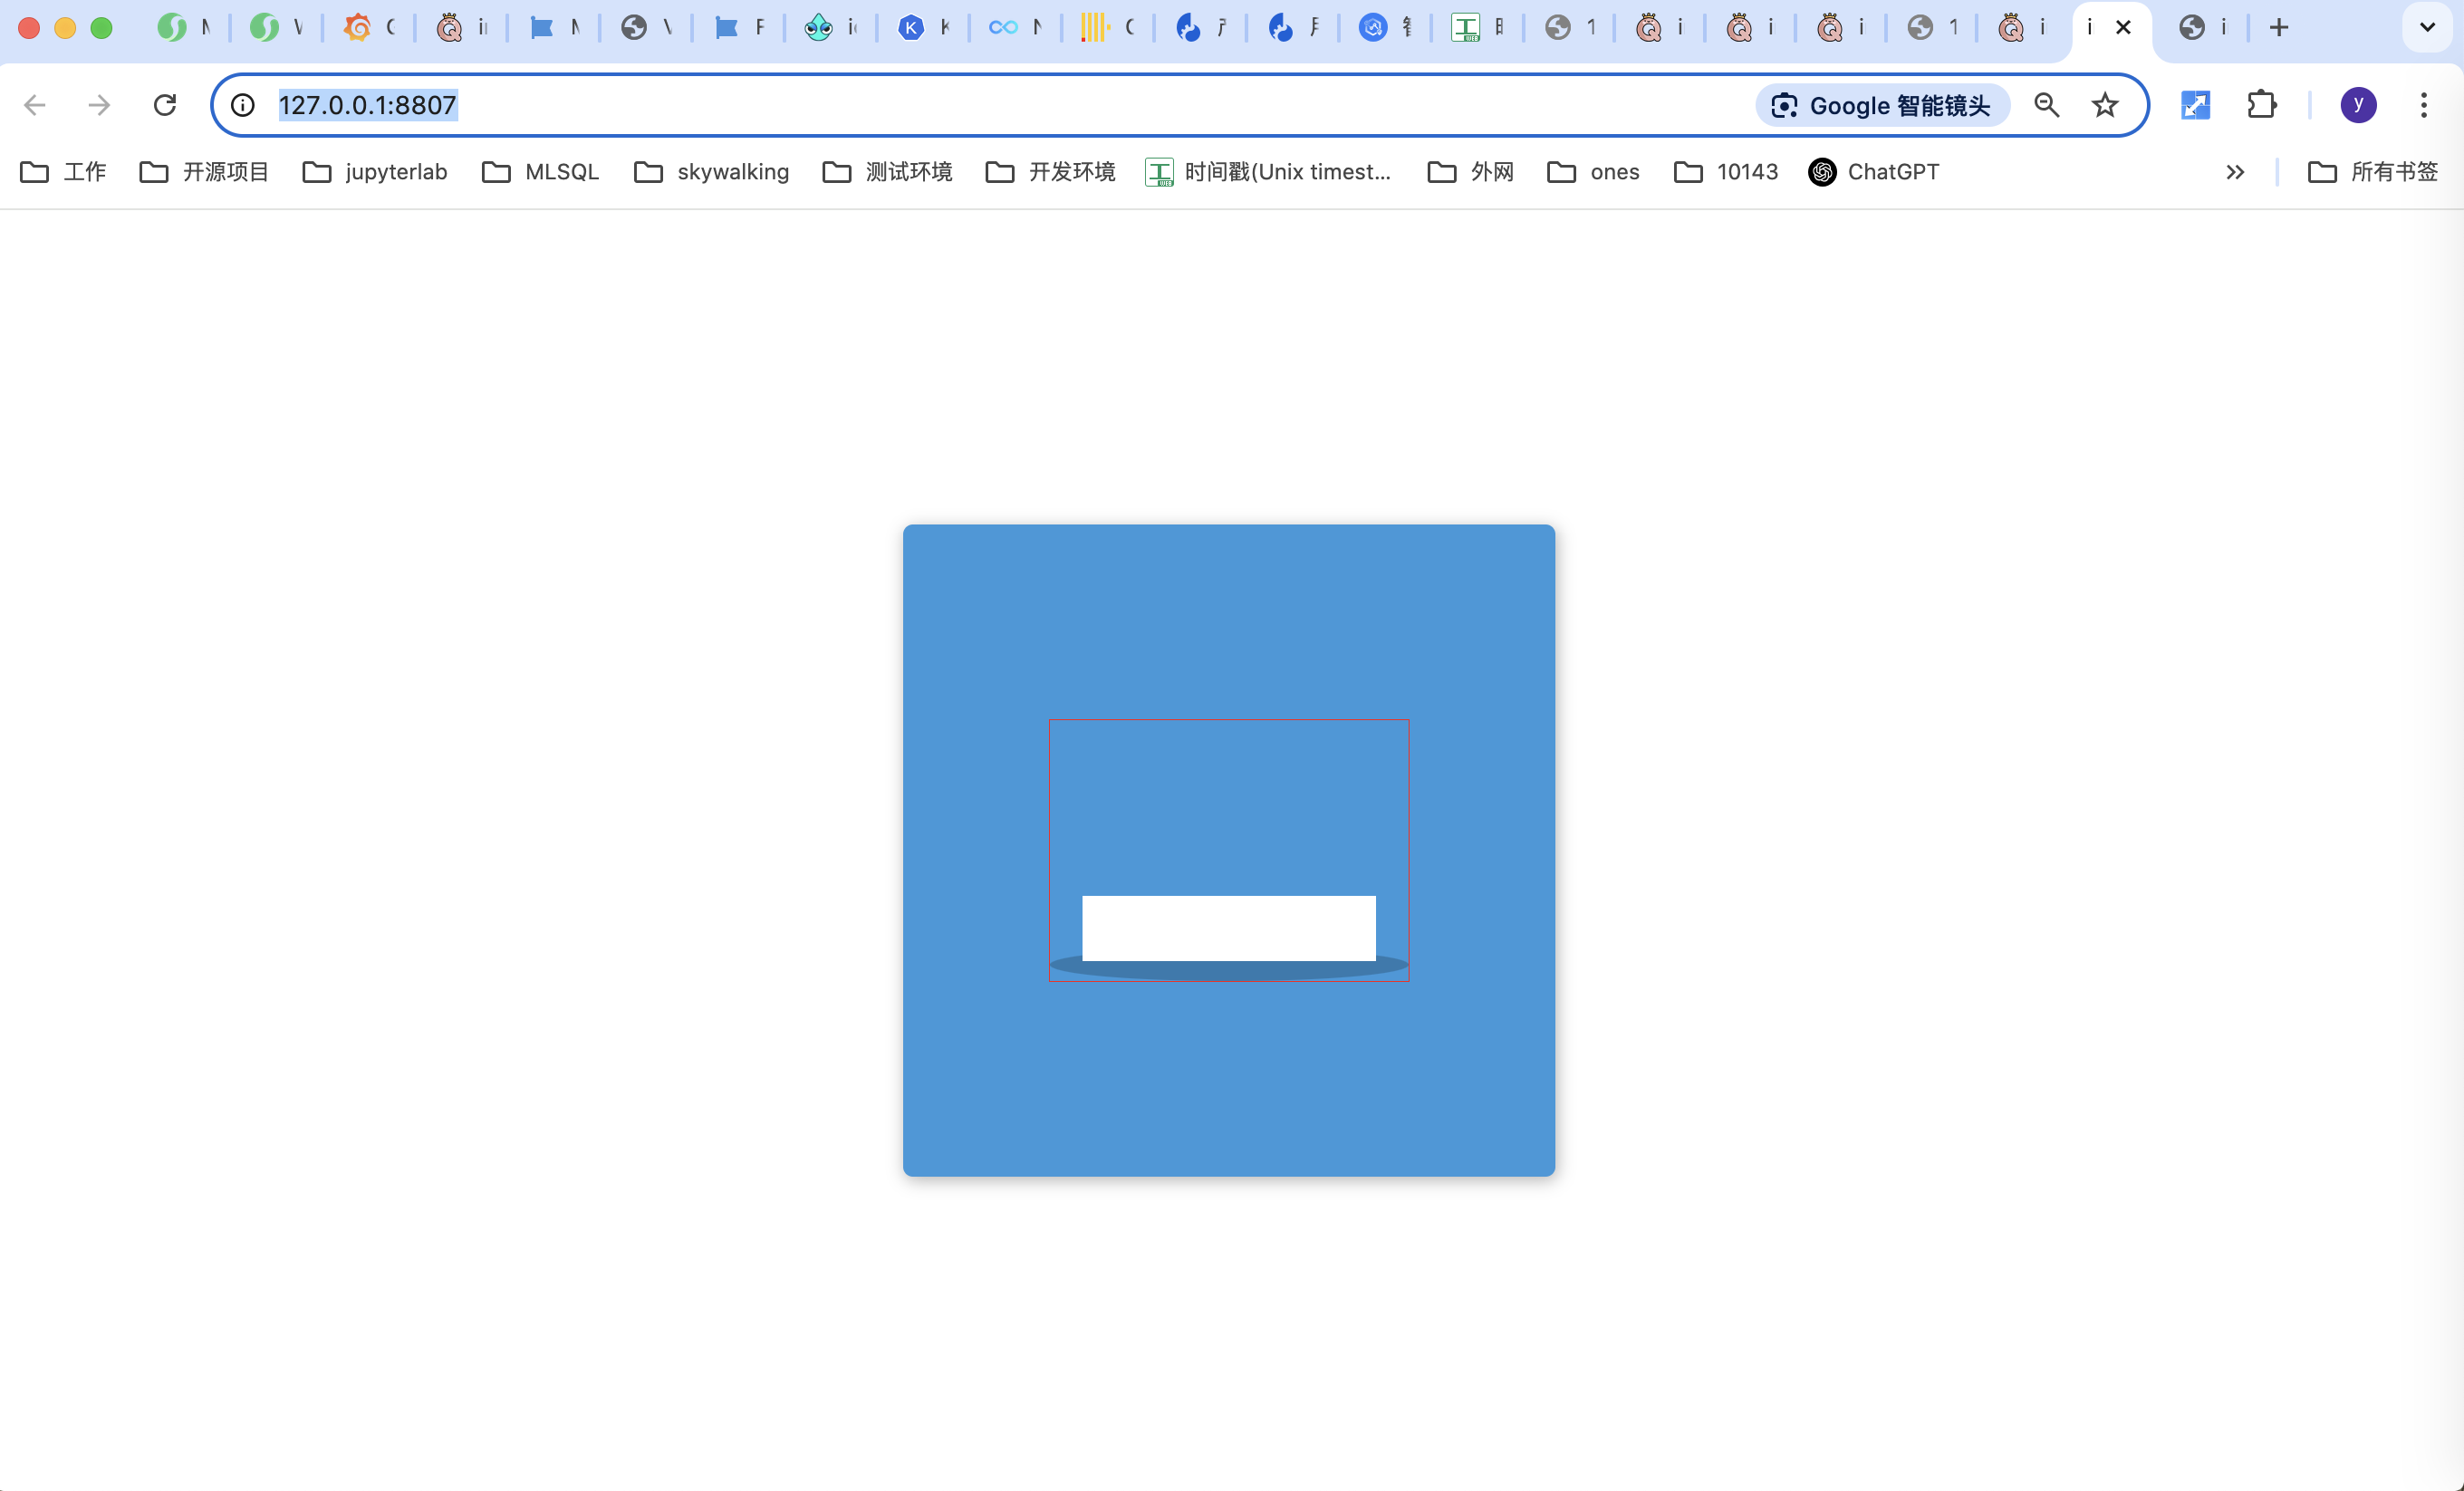 127.0.0.1:8807
Google 智能镜头
y
工作
开源项目
jupyterlab
MLSQL
skywalking
测试环境
开发环境
时间戳(Unix timest...
外网
ones
10143
ChatGPT
所有书签